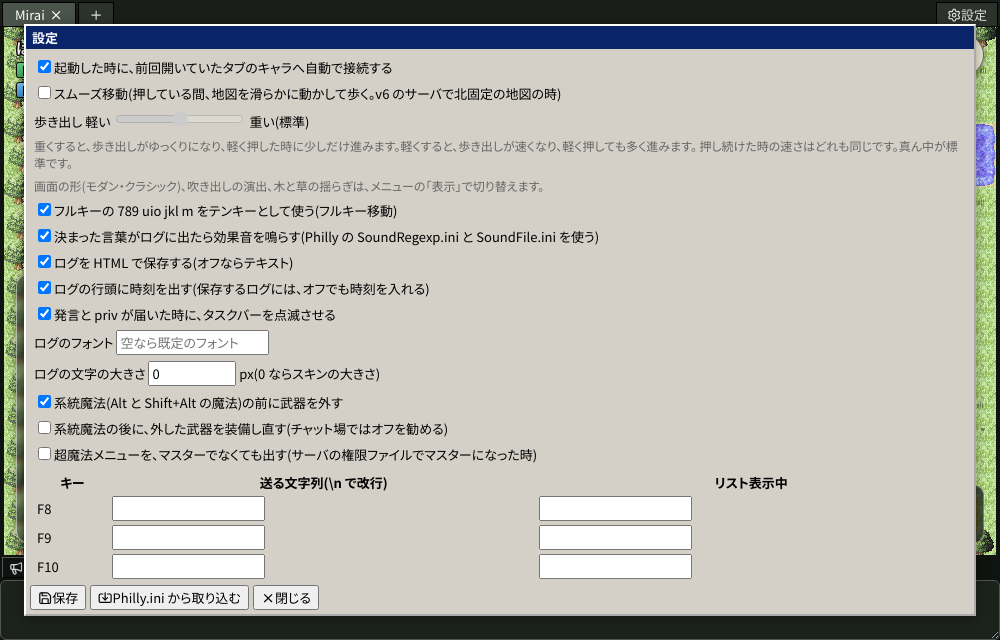 Mirai ✕ ＋ 設定
設定
起動した時に、前回開いていたタブのキャラへ自動で接続する
スムーズ移動(押している間、地図を滑らかに動かして歩く。v6 のサーバで北固定の地図の時)
歩き出し 軽い 重い(標準)
重くすると、歩き出しがゆっくりになり、軽く押した時に少しだけ進みます。軽くすると、歩き出しが速くなり、軽く押しても多く進みます。 押し続けた時の速さはどれも同じです。真ん中が標
準です。
画面の形(モダン・クラシック)、吹き出しの演出、木と草の揺らぎは、メニューの「表示」で切り替えます。
フルキーの 789 uio jkl m をテンキーとして使う(フルキー移動)
決まった言葉がログに出たら効果音を鳴らす(Philly の SoundRegexp.ini と SoundFile.ini を使う)
ログを HTML で保存する(オフならテキスト)
ログの行頭に時刻を出す(保存するログには、オフでも時刻を入れる)
発言と priv が届いた時に、タスクバーを点滅させる
ログのフォント 空なら既定のフォント
ログの文字の大きさ 0 px(0 ならスキンの大きさ)
系統魔法(Alt と Shift+Alt の魔法)の前に武器を外す
系統魔法の後に、外した武器を装備し直す(チャット場ではオフを勧める)
超魔法メニューを、マスターでなくても出す(サーバの権限ファイルでマスターになった時)
キー 送る文字列(\n で改行) リスト表示中
F8
F9
F10
保存 Philly.ini から取り込む ✕閉じる